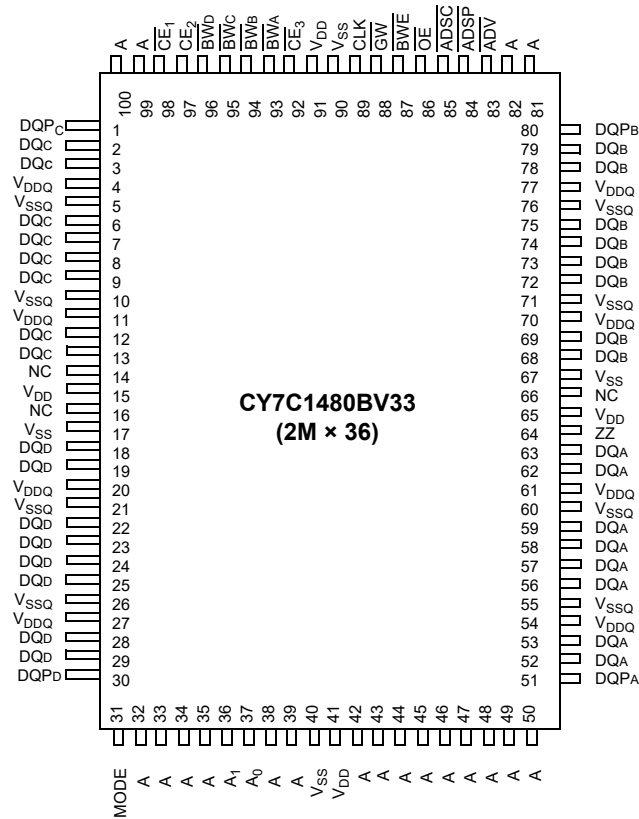 A A CE1 CE2 BWD BWC BWB BWA CE3 VDD VSS CLK GW BWE OE ADSC ADSP ADV A A
100 99 98 97 96 95 94 93 92 91 90 89 88 87 86 85 84 83 82 81
DQPC 1
DQC 2
DQC 3
VDDQ 4
VSSQ 5
DQC 6
DQC 7
DQC 8
DQC 9
VSSQ 10
VDDQ 11
DQC 12
DQC 13
NC 14
VDD 15
NC 16
VSS 17
DQD 18
DQD 19
VDDQ 20
VSSQ 21
DQD 22
DQD 23
DQD 24
DQD 25
VSSQ 26
VDDQ 27
DQD 28
DQD 29
DQPD 30
CY7C1480BV33
(2M × 36)
80 DQPB
79 DQB
78 DQB
77 VDDQ
76 VSSQ
75 DQB
74 DQB
73 DQB
72 DQB
71 VSSQ
70 VDDQ
69 DQB
68 DQB
67 VSS
66 NC
65 VDD
64 ZZ
63 DQA
62 DQA
61 VDDQ
60 VSSQ
59 DQA
58 DQA
57 DQA
56 DQA
55 VSSQ
54 VDDQ
53 DQA
52 DQA
51 DQPA
31 32 33 34 35 36 37 38 39 40 41 42 43 44 45 46 47 48 49 50
MODE A A A A A1 A0 A A VSS VDD A A A A A A A A A